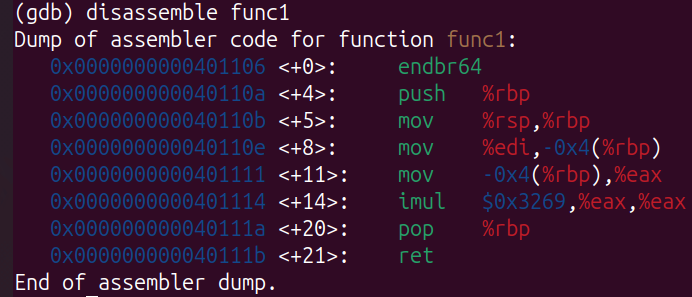 (gdb) disassemble func1
Dump of assembler code for function func1:
   0x0000000000401106 <+0>:     endbr64
   0x000000000040110a <+4>:     push   %rbp
   0x000000000040110b <+5>:     mov    %rsp,%rbp
   0x000000000040110e <+8>:     mov    %edi,-0x4(%rbp)
   0x0000000000401111 <+11>:    mov    -0x4(%rbp),%eax
   0x0000000000401114 <+14>:    imul   $0x3269,%eax,%eax
   0x000000000040111a <+20>:    pop    %rbp
   0x000000000040111b <+21>:    ret
End of assembler dump.